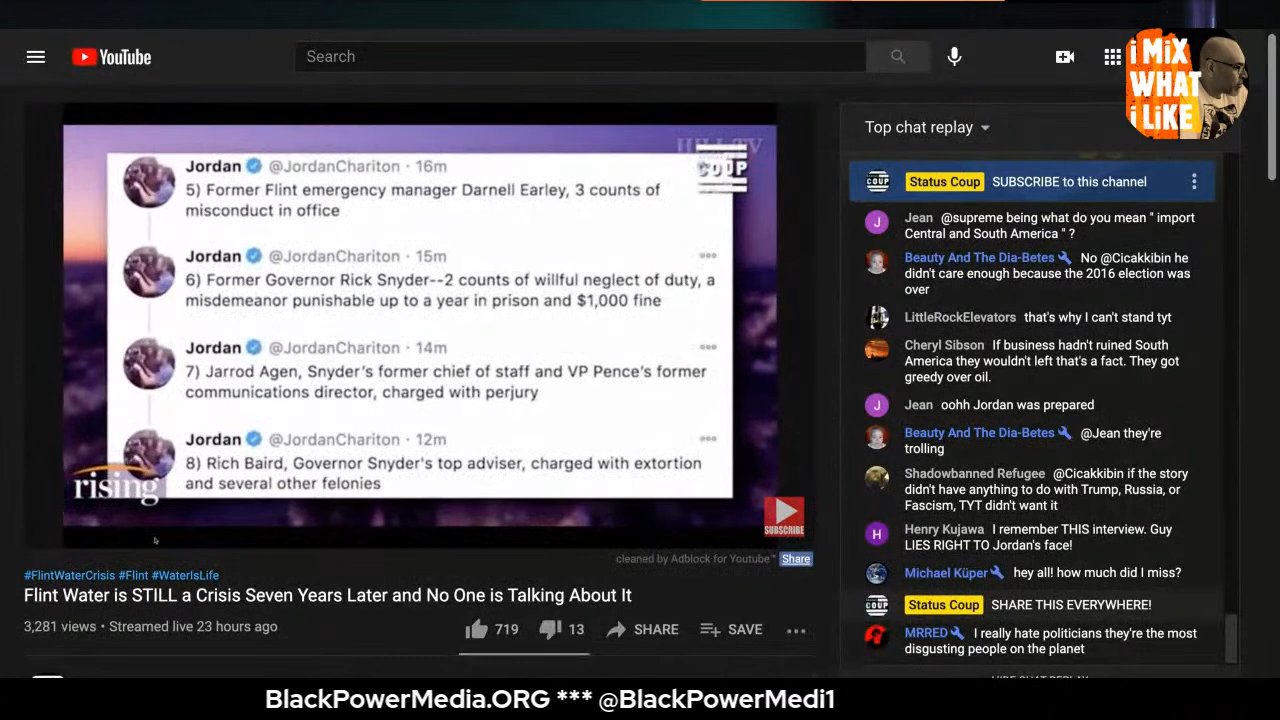 YouTube
Search
i MiX
WHAT
i LiKE
HILL TV
COUP
Jordan @JordanChariton · 16m
5) Former Flint emergency manager Darnell Earley, 3 counts of
misconduct in office
Jordan @JordanChariton · 15m
6) Former Governor Rick Snyder--2 counts of willful neglect of duty, a
misdemeanor punishable up to a year in prison and $1,000 fine
Jordan @JordanChariton · 14m
7) Jarrod Agen, Snyder's former chief of staff and VP Pence's former
communications director, charged with perjury
Jordan @JordanChariton · 12m
8) Rich Baird, Governor Snyder's top adviser, charged with extortion
and several other felonies
rising
SUBSCRIBE
cleaned by Adblock for Youtube™ Share
#FlintWaterCrisis #Flint #WaterIsLife
Flint Water is STILL a Crisis Seven Years Later and No One is Talking About It
3,281 views • Streamed live 23 hours ago
719 13 SHARE SAVE
Top chat replay
COUP Status Coup SUBSCRIBE to this channel
J Jean @supreme being what do you mean " import
Central and South America " ?
Beauty And The Dia-Betes No @Cicakkibin he
didn't care enough because the 2016 election was
over
LittleRockElevators that's why I can't stand tyt
Cheryl Sibson If business hadn't ruined South
America they wouldn't left that's a fact. They got
greedy over oil.
J Jean oohh Jordan was prepared
Beauty And The Dia-Betes @Jean they're
trolling
Shadowbanned Refugee @Cicakkibin if the story
didn't have anything to do with Trump, Russia, or
Fascism, TYT didn't want it
H Henry Kujawa I remember THIS interview. Guy
LIES RIGHT TO Jordan's face!
Michael Küper hey all! how much did I miss?
COUP Status Coup SHARE THIS EVERYWHERE!
MRRED I really hate politicians they're the most
disgusting people on the planet
HIDE CHAT REPLAY
BlackPowerMedia.ORG *** @BlackPowerMedi1